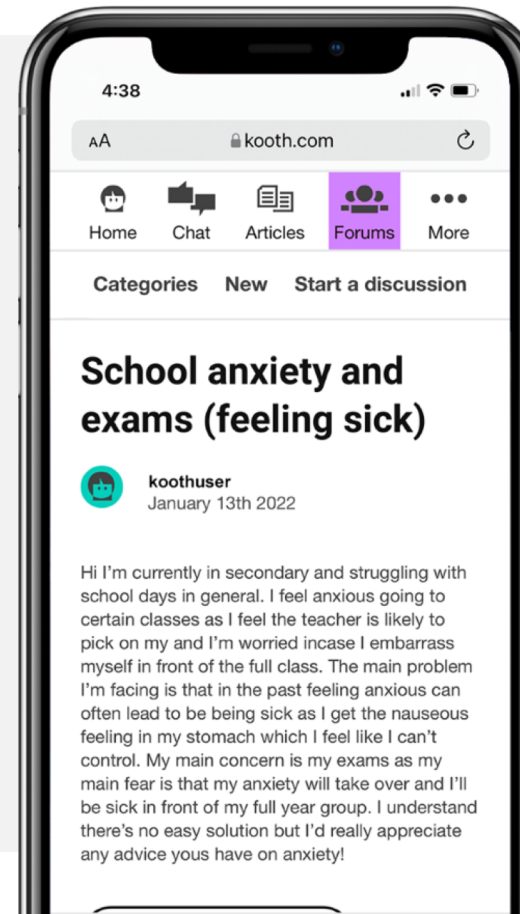 4:38
AA
kooth.com
Home
Chat
Articles
Forums
More
Categories
New
Start a discussion
School anxiety and
exams (feeling sick)
koothuser
January 13th 2022
Hi I'm currently in secondary and struggling with
school days in general. I feel anxious going to
certain classes as I feel the teacher is likely to
pick on my and I'm worried incase I embarrass
myself in front of the full class. The main problem
I'm facing is that in the past feeling anxious can
often lead to be being sick as I get the nauseous
feeling in my stomach which I feel like I can't
control. My main concern is my exams as my
main fear is that my anxiety will take over and I'll
be sick in front of my full year group. I understand
there's no easy solution but I'd really appreciate
any advice yous have on anxiety!